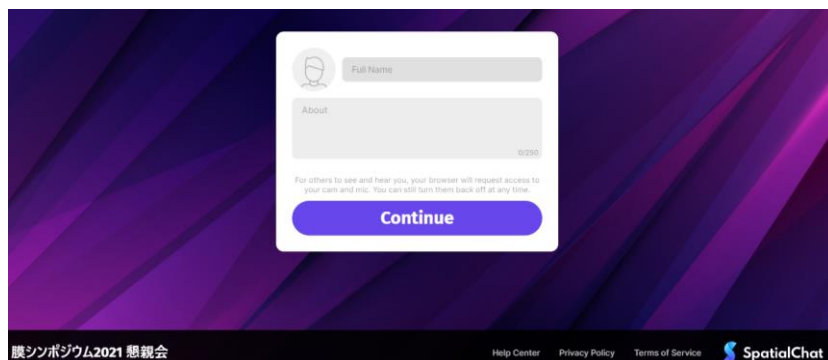 Full Name
About
0/250
For others to see and hear you, your browser will request access to
your cam and mic. You can still turn them back off at any time.
Continue
膜シンポジウム2021 懇親会
Help Center
Privacy Policy
Terms of Service
SpatialChat